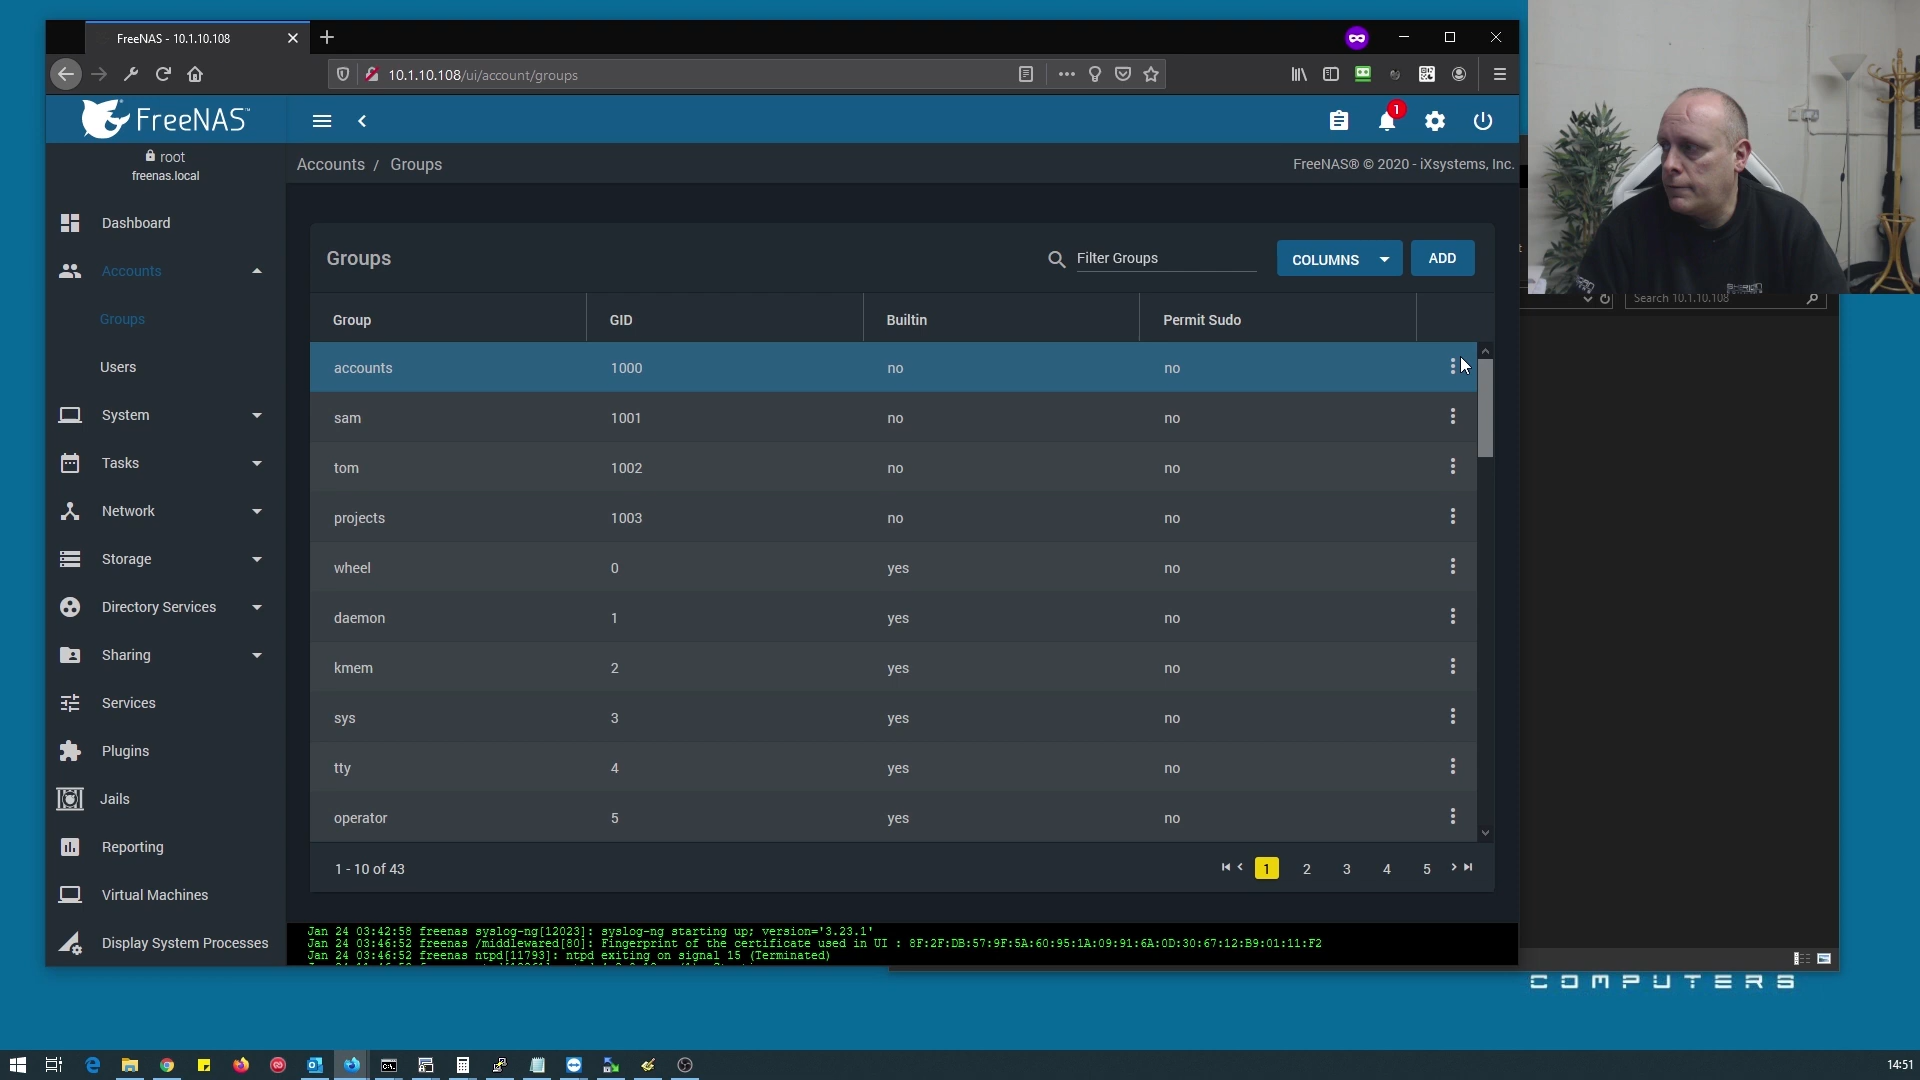 FreeNAS - 10.1.10.108
10.1.10.108/ui/account/groups
FreeNAS™
1
root
freenas.local
Accounts / Groups
FreeNAS® © 2020 - iXsystems, Inc.
Dashboard
Accounts
Groups
Users
System
Tasks
Network
Storage
Directory Services
Sharing
Services
Plugins
Jails
Reporting
Virtual Machines
Display System Processes
Groups
Filter Groups
COLUMNS
ADD
Group GID Builtin Permit Sudo
accounts 1000 no no
sam 1001 no no
tom 1002 no no
projects 1003 no no
wheel 0 yes no
daemon 1 yes no
kmem 2 yes no
sys 3 yes no
tty 4 yes no
operator 5 yes no
1 - 10 of 43
1 2 3 4 5
Jan 24 03:42:58 freenas syslog-ng[12023]: syslog-ng starting up; version='3.23.1'
Jan 24 03:46:52 freenas /middlewared[80]: Fingerprint of the certificate used in UI : 8F:2F:DB:57:9F:5A:60:95:1A:09:91:6A:0D:30:67:12:B9:01:11:F2
Jan 24 03:46:52 freenas ntpd[11793]: ntpd exiting on signal 15 (Terminated)
Search 10.1.10.108
COMPUTERS
14:51